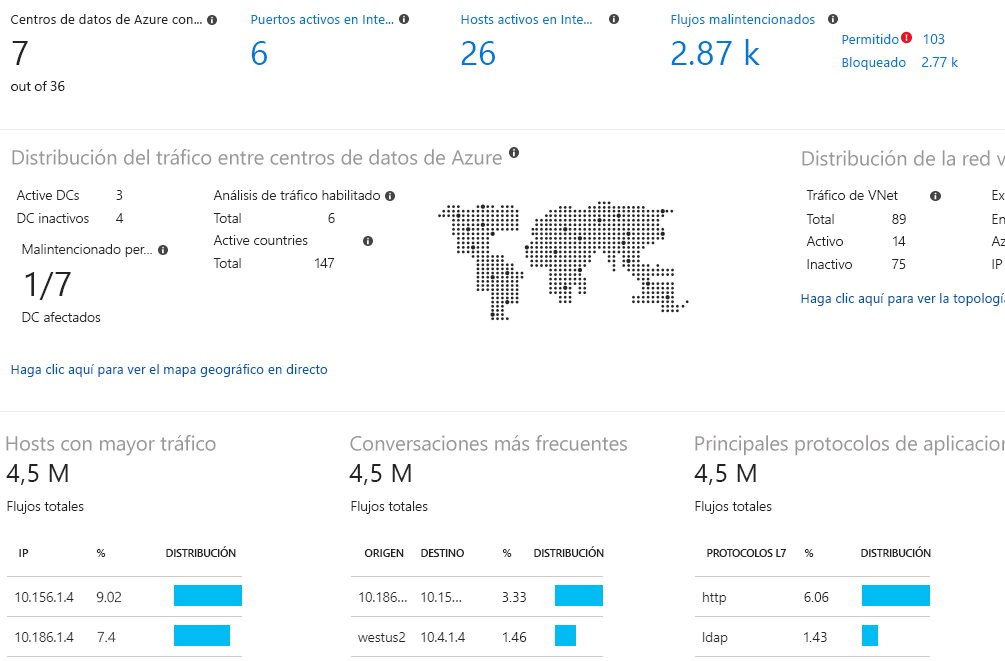 Centros de datos de Azure con...
7
out of 36
Puertos activos en Inte...
6
Hosts activos en Inte...
26
Flujos malintencionados
2.87 k
Permitido 103
Bloqueado 2.77 k
Distribución del tráfico entre centros de datos de Azure
Active DCs 3
DC inactivos 4
Malintencionado per...
1/7
DC afectados
Análisis de tráfico habilitado
Total 6
Active countries
Total 147
Haga clic aquí para ver el mapa geográfico en directo
Distribución de la red v
Tráfico de VNet Ex
Total 89 En
Activo 14 Az
Inactivo 75 IP
Haga clic aquí para ver la topologí
Hosts con mayor tráfico
4,5 M
Flujos totales
IP % DISTRIBUCIÓN
10.156.1.4 9.02
10.186.1.4 7.4
Conversaciones más frecuentes
4,5 M
Flujos totales
ORIGEN DESTINO % DISTRIBUCIÓN
10.186... 10.15... 3.33
westus2 10.4.1.4 1.46
Principales protocolos de aplicacion
4,5 M
Flujos totales
PROTOCOLOS L7 % DISTRIBUCIÓN
http 6.06
ldap 1.43